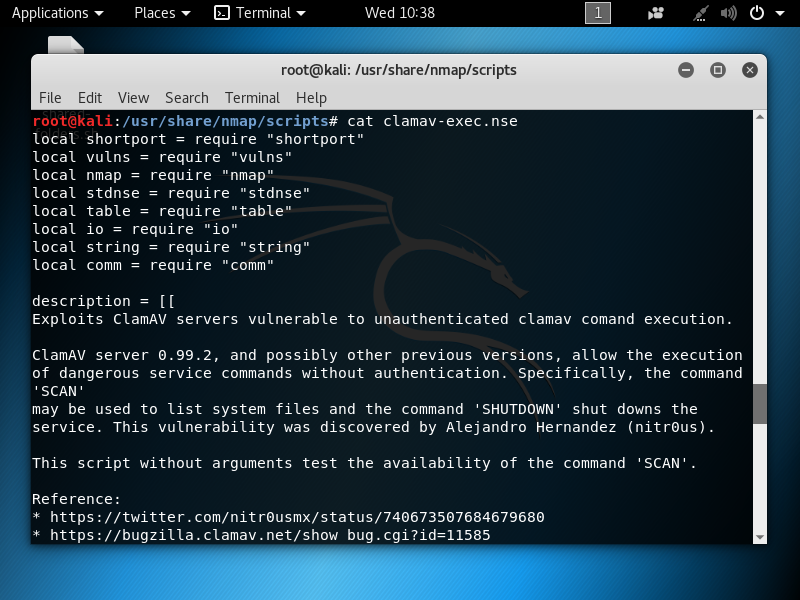 Applications Places Terminal Wed 10:38 1
root@kali: /usr/share/nmap/scripts
File Edit View Search Terminal Help
root@kali:/usr/share/nmap/scripts# cat clamav-exec.nse
local shortport = require "shortport"
local vulns = require "vulns"
local nmap = require "nmap"
local stdnse = require "stdnse"
local table = require "table"
local io = require "io"
local string = require "string"
local comm = require "comm"
description = [[
Exploits ClamAV servers vulnerable to unauthenticated clamav comand execution.
ClamAV server 0.99.2, and possibly other previous versions, allow the execution
of dangerous service commands without authentication. Specifically, the command
'SCAN'
may be used to list system files and the command 'SHUTDOWN' shut downs the
service. This vulnerability was discovered by Alejandro Hernandez (nitr0us).
This script without arguments test the availability of the command 'SCAN'.
Reference:
* https://twitter.com/nitr0usmx/status/740673507684679680
* https://bugzilla.clamav.net/show_bug.cgi?id=11585